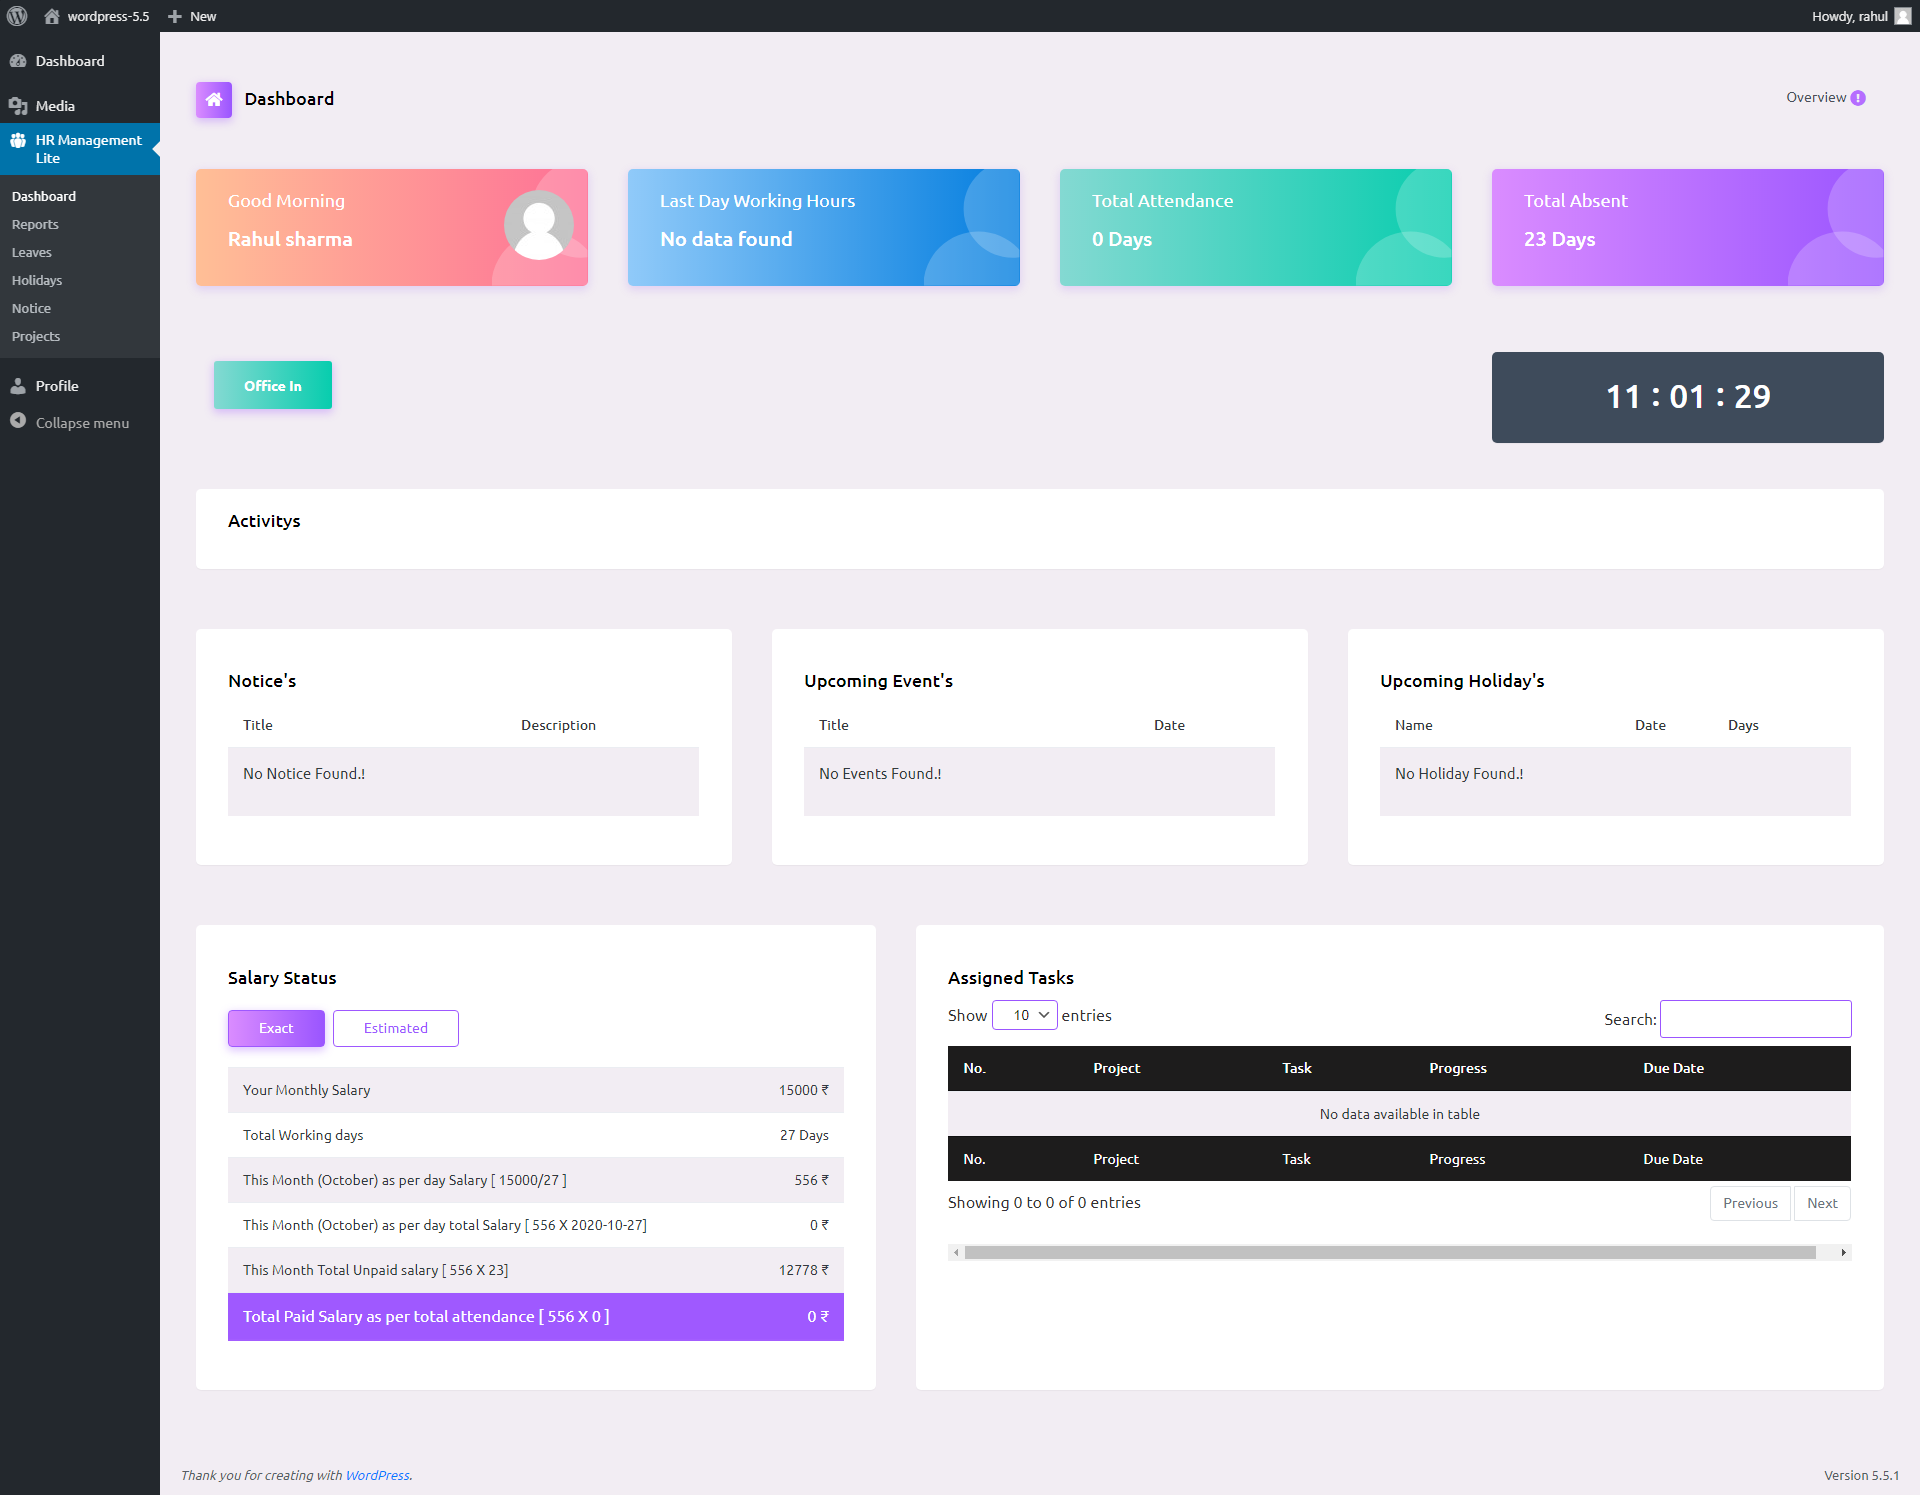 wordpress-5.5
New
Howdy, rahul
Dashboard
Media
HR Management
Lite
Dashboard
Reports
Leaves
Holidays
Notice
Projects
Profile
Collapse menu
Dashboard
Overview
Good Morning
Rahul sharma
Last Day Working Hours
No data found
Total Attendance
0 Days
Total Absent
23 Days
Office In
11 : 01 : 29
Activitys
Notice's
Title Description
No Notice Found.!
Upcoming Event's
Title Date
No Events Found.!
Upcoming Holiday's
Name Date Days
No Holiday Found.!
Salary Status
Exact Estimated
Your Monthly Salary 15000 ₹
Total Working days 27 Days
This Month (October) as per day Salary [ 15000/27 ] 556 ₹
This Month (October) as per day total Salary [ 556 X 2020-10-27] 0 ₹
This Month Total Unpaid salary [ 556 X 23] 12778 ₹
Total Paid Salary as per total attendance [ 556 X 0 ] 0 ₹
Assigned Tasks
Show 10 entries
Search:
No. Project Task Progress Due Date
No data available in table
No. Project Task Progress Due Date
Showing 0 to 0 of 0 entries
Previous Next
Thank you for creating with WordPress.
Version 5.5.1